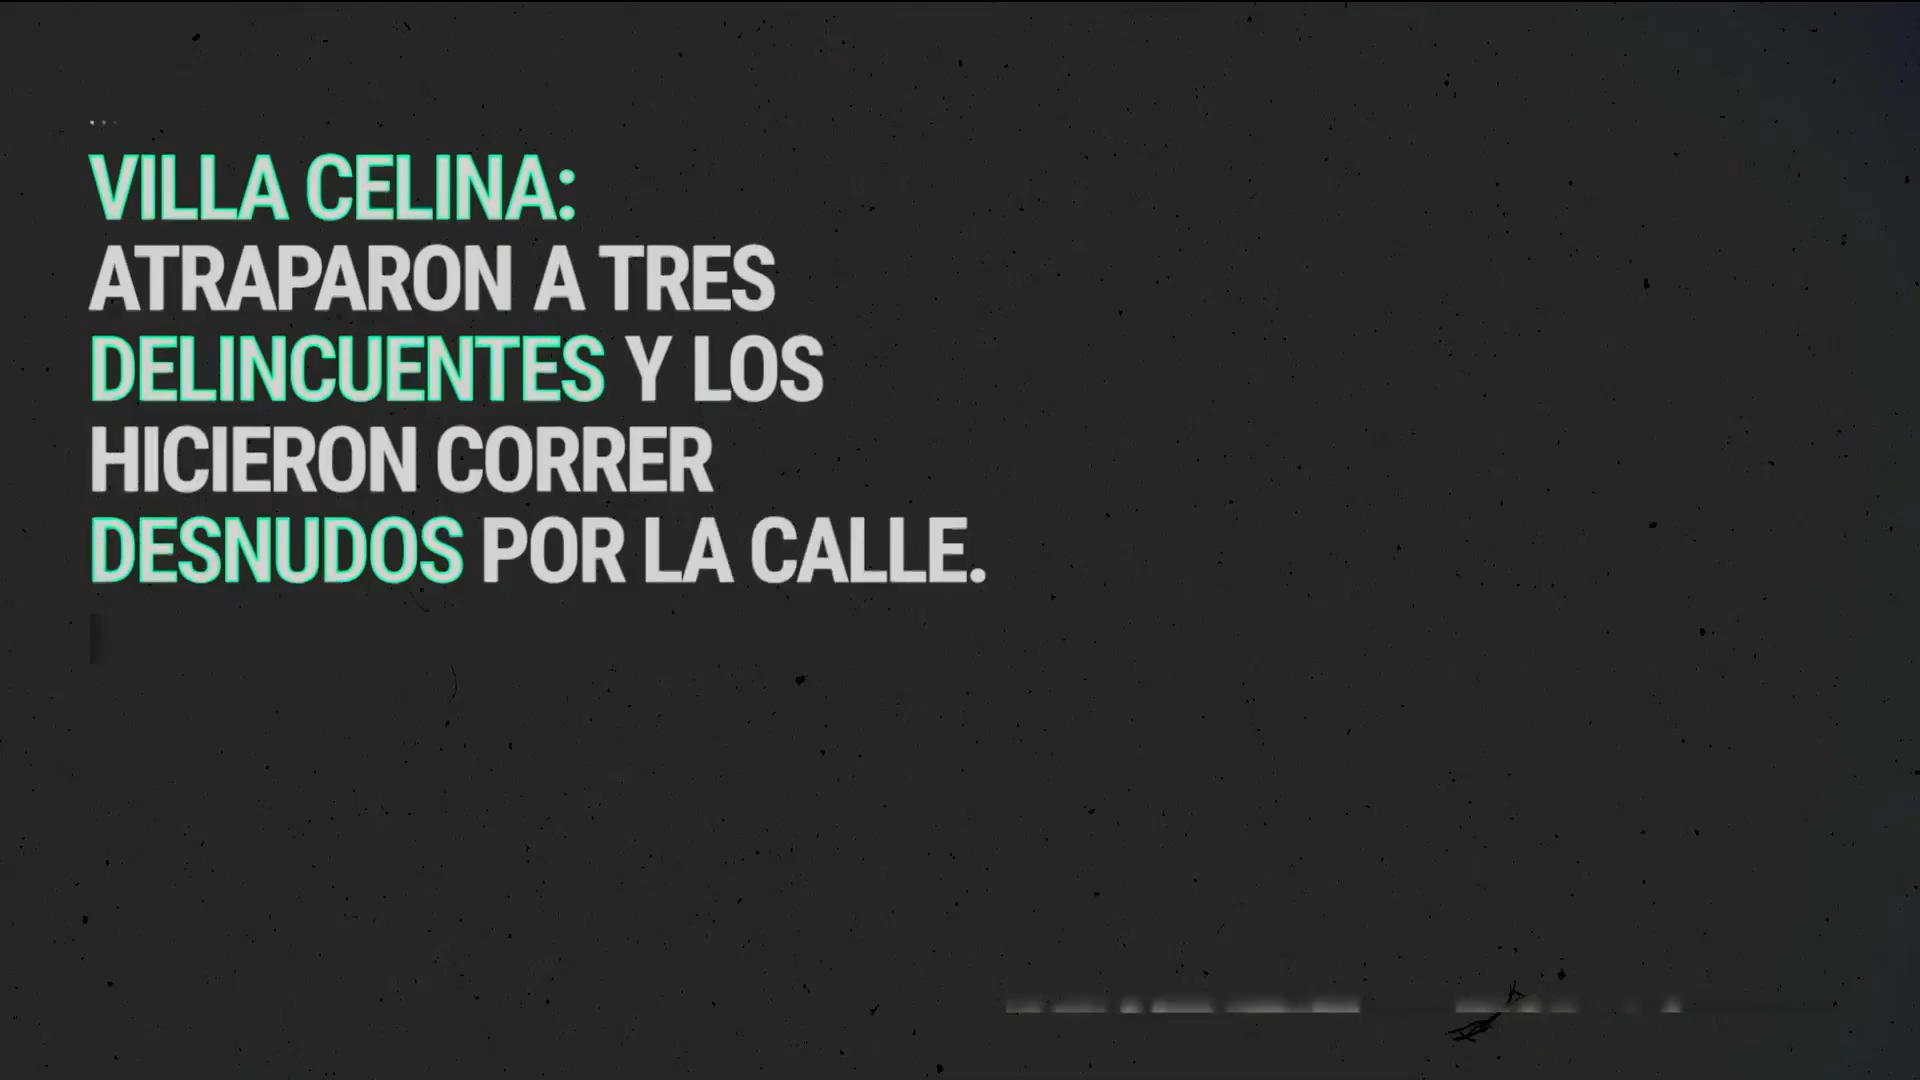 VILLA CELINA:
ATRAPARON A TRES
DELINCUENTES Y LOS
HICIERON CORRER
DESNUDOS POR LA CALLE.